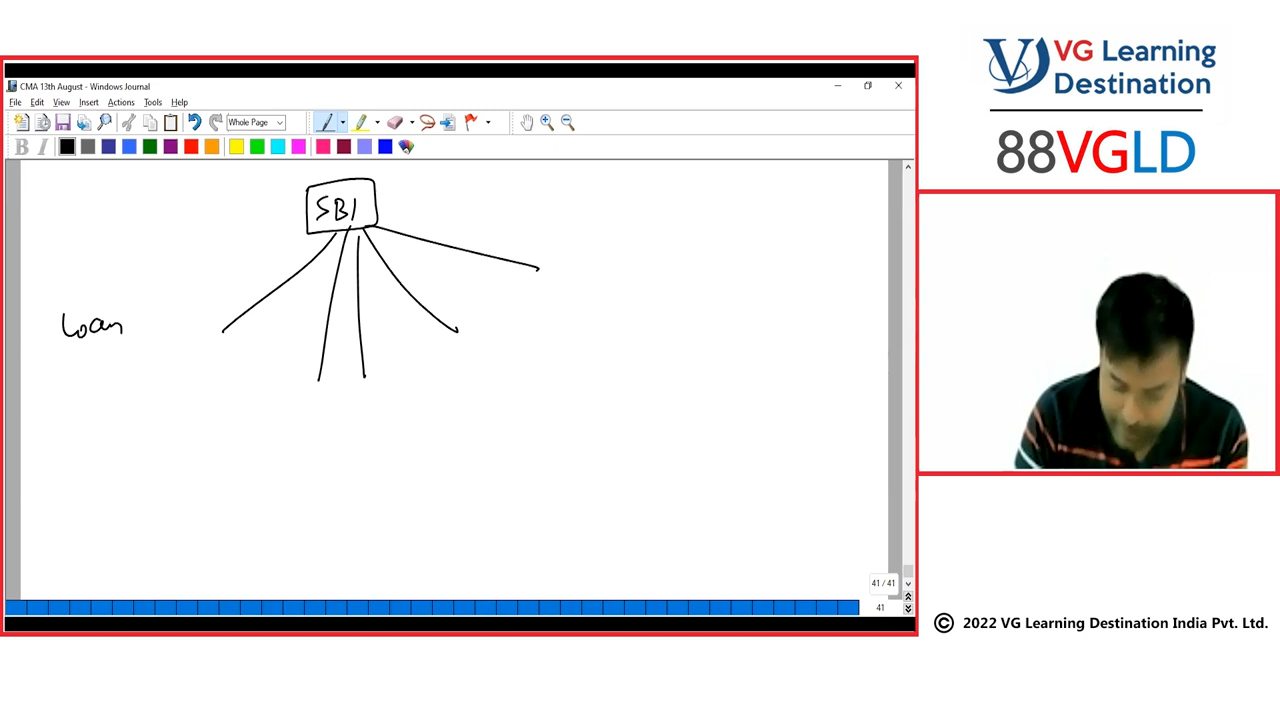 VG Learning
Destination
88VGLD
CMA 13th August - Windows Journal
File Edit View Insert Actions Tools Help
Whole Page
B I
SBI
Loan
41 / 41
41
© 2022 VG Learning Destination India Pvt. Ltd.